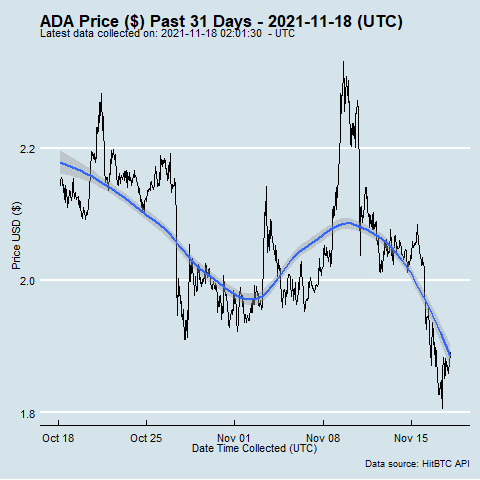 ADA Price ($) Past 31 Days - 2021-11-18 (UTC)
Latest data collected on: 2021-11-18 02:01:30  - UTC
Price USD ($)
2.2
2.0
1.8
Oct 18
Oct 25
Nov 01
Nov 08
Nov 15
Date Time Collected (UTC)
Data source: HitBTC API